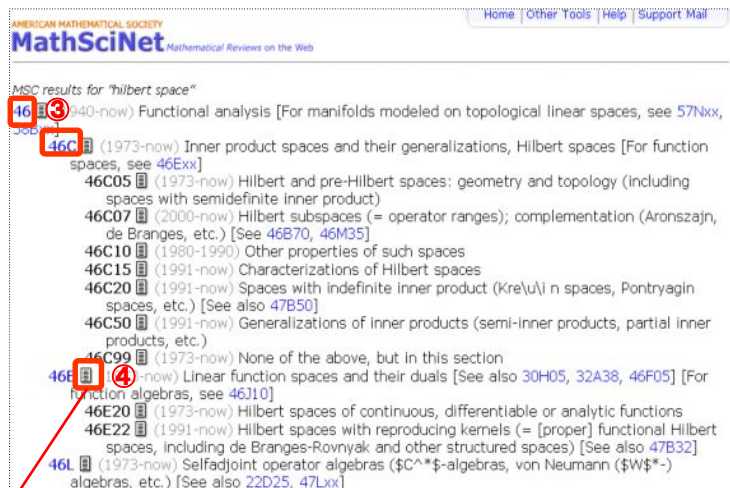 Home | Other Tools | Help | Support Mail
AMERICAN MATHEMATICAL SOCIETY
MathSciNet Mathematical Reviews on the Web
MSC results for "hilbert space"
46 ③ 940-now) Functional analysis [For manifolds modeled on topological linear spaces, see 57Nxx,
46C (1973-now) Inner product spaces and their generalizations, Hilbert spaces [For function
spaces, see 46Exx]
46C05 (1973-now) Hilbert and pre-Hilbert spaces: geometry and topology (including
spaces with semidefinite inner product)
46C07 (2000-now) Hilbert subspaces (= operator ranges); complementation (Aronszajn,
de Branges, etc.) [See 46B70, 46M35]
46C10 (1980-1990) Other properties of such spaces
46C15 (1991-now) Characterizations of Hilbert spaces
46C20 (1991-now) Spaces with indefinite inner product (Kre\u\i n spaces, Pontryagin
spaces, etc.) [See also 47B50]
46C50 (1991-now) Generalizations of inner products (semi-inner products, partial inner
products, etc.)
46C99 (1973-now) None of the above, but in this section
46E ④ -now) Linear function spaces and their duals [See also 30H05, 32A38, 46F05] [For
function algebras, see 46J10]
46E20 (1973-now) Hilbert spaces of continuous, differentiable or analytic functions
46E22 (1991-now) Hilbert spaces with reproducing kernels (= [proper] functional Hilbert
spaces, including de Branges-Rovnyak and other structured spaces) [See also 47B32]
46L (1973-now) Selfadjoint operator algebras ($C^*$-algebras, von Neumann ($W$*-)
algebras, etc.) [See also 22D25, 47Lxx]